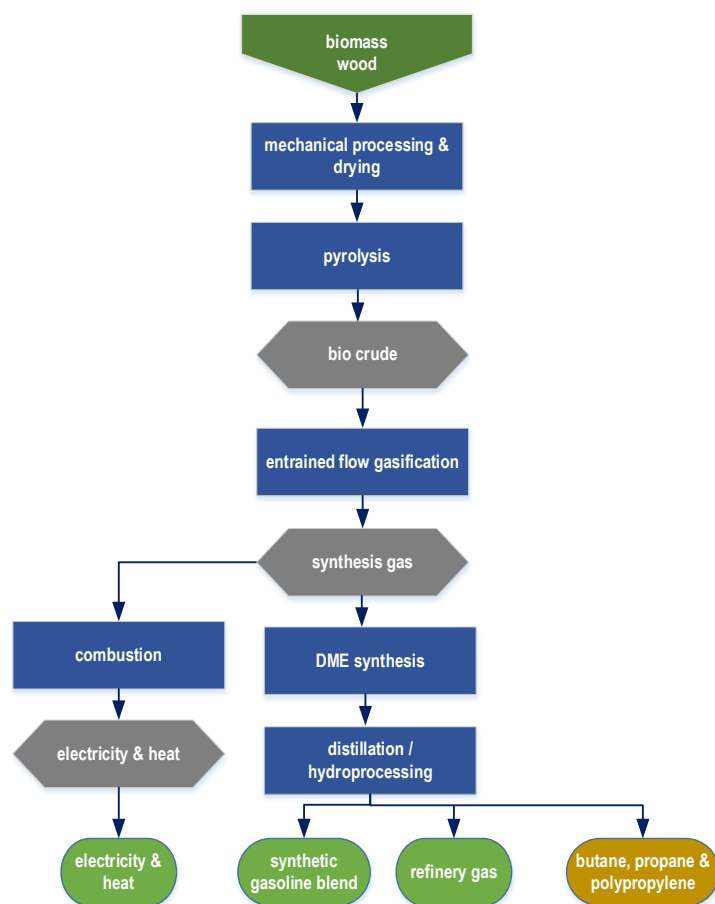 biomass
wood
mechanical processing &
drying
pyrolysis
bio crude
entrained flow gasification
synthesis gas
combustion
DME synthesis
electricity & heat
distillation /
hydroprocessing
electricity &
heat
synthetic
gasoline blend
refinery gas
butane, propane &
polypropylene